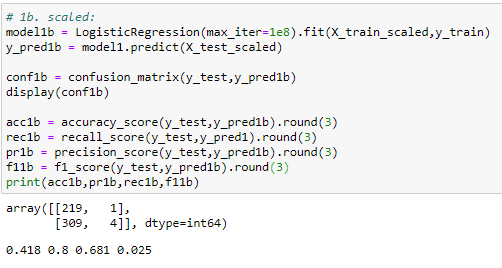 # 1b. scaled:
model1b = LogisticRegression(max_iter=1e8).fit(X_train_scaled,y_train)
y_pred1b = model1.predict(X_test_scaled)

conf1b = confusion_matrix(y_test,y_pred1b)
display(conf1b)

acc1b = accuracy_score(y_test,y_pred1b).round(3)
rec1b = recall_score(y_test,y_pred1).round(3)
pr1b = precision_score(y_test,y_pred1b).round(3)
f11b = f1_score(y_test,y_pred1b).round(3)
print(acc1b,pr1b,rec1b,f11b)

array([[219,   1],
       [309,   4]], dtype=int64)

0.418 0.8 0.681 0.025